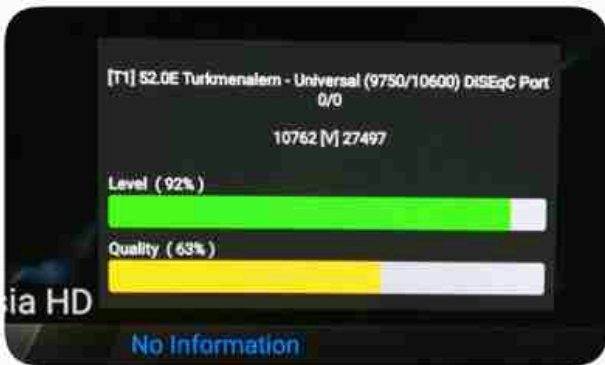 [T1] 52.0E Turkmenalem - Universal (9750/10600) DiSEqC Port
0/0
10762 [V] 27497
Level ( 92% )
Quality ( 63% )
sia HD
No Information